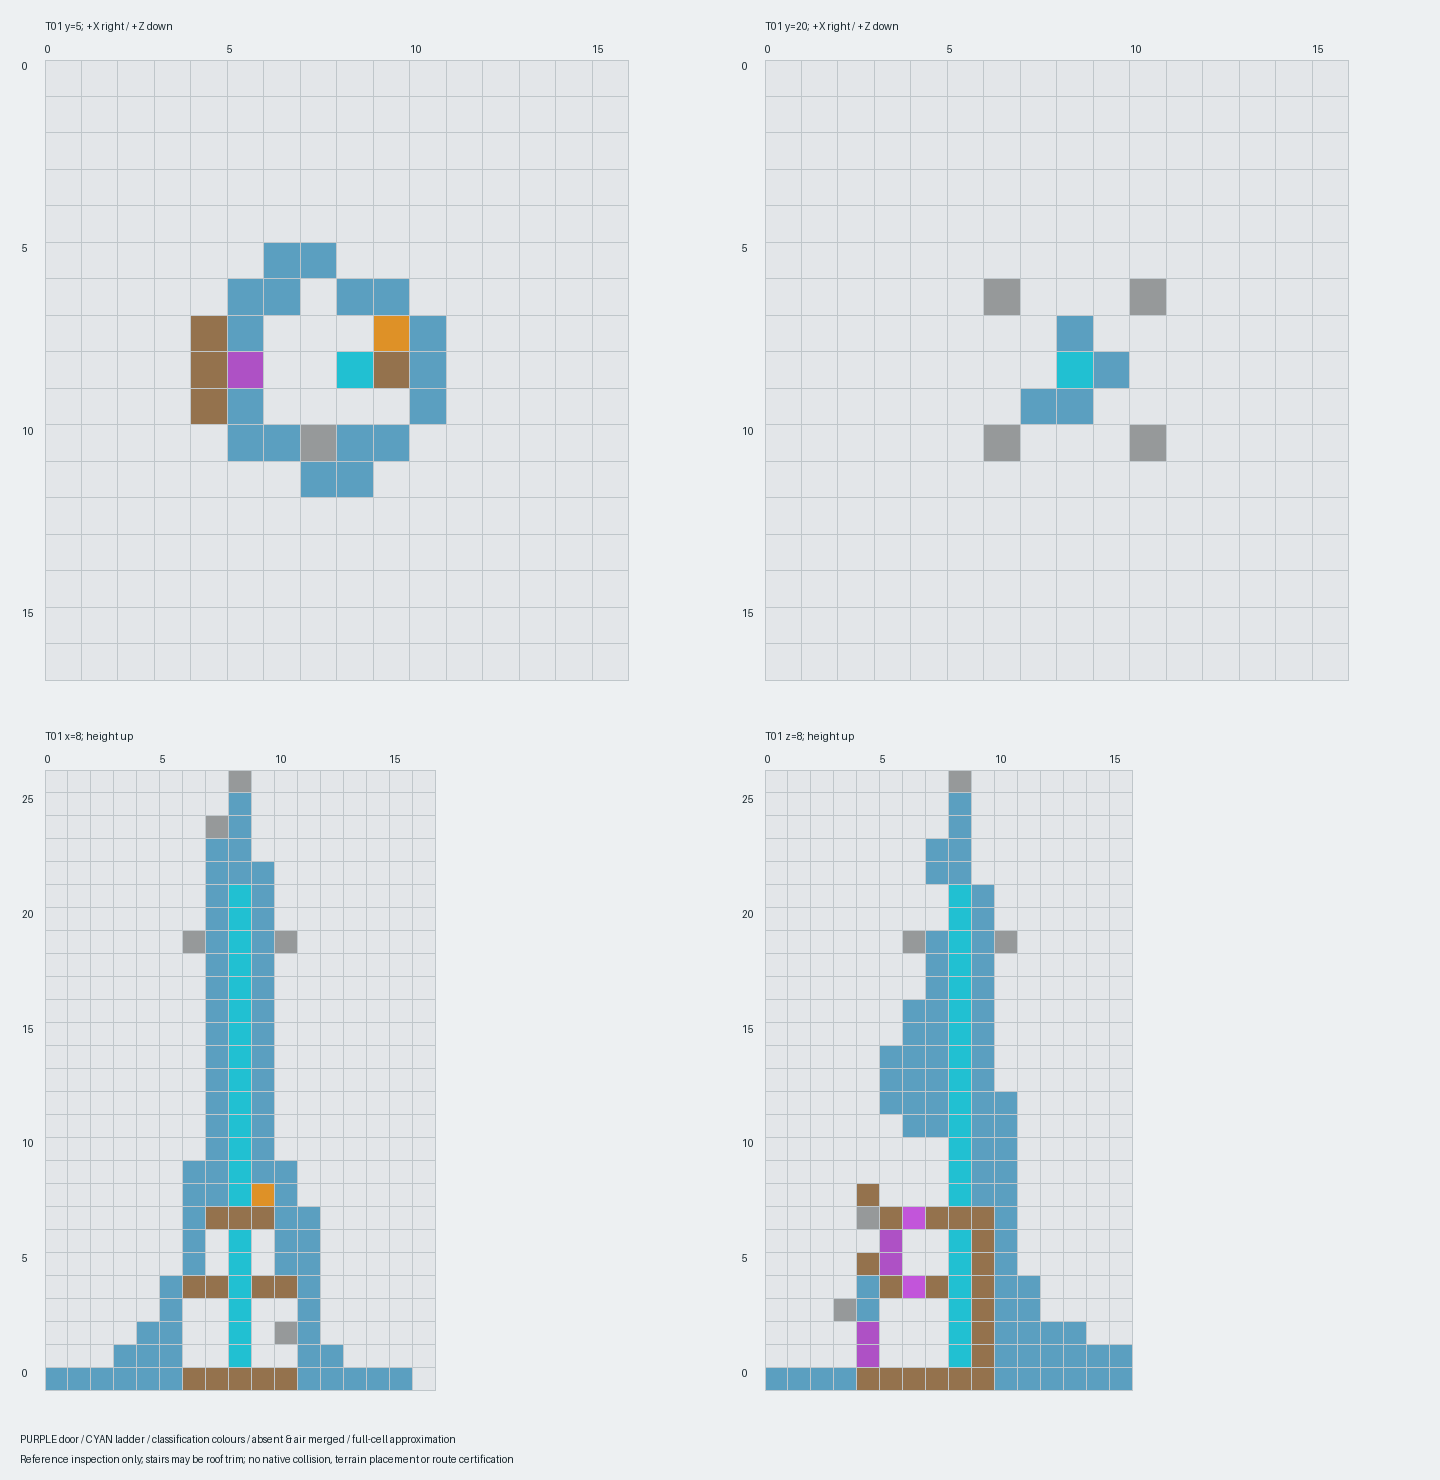 T01 y=5; +X right / +Z down
0 5 10 15
0
5
10
15
T01 y=20; +X right / +Z down
0 5 10 15
0
5
10
15
T01 x=8; height up
0 5 10 15
25
20
15
10
5
0
T01 z=8; height up
0 5 10 15
25
20
15
10
5
0
PURPLE door / CYAN ladder / classification colours / absent & air merged / full-cell approximation
Reference inspection only; stairs may be roof trim; no native collision, terrain placement or route certification